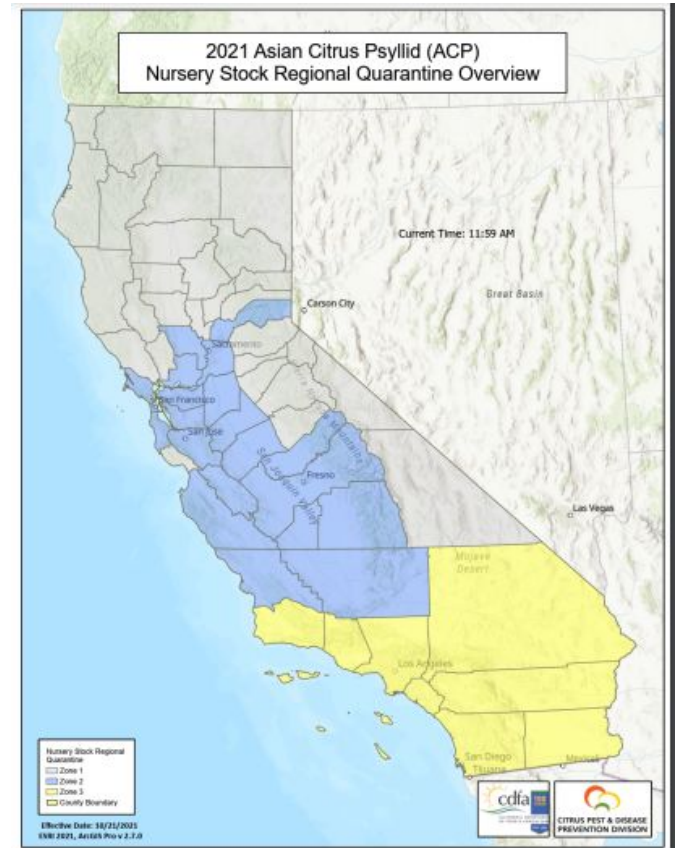 2021 Asian Citrus Psyllid (ACP)
Nursery Stock Regional Quarantine Overview
Current Time: 11:59 AM
Great Basin
Carson City
Sacramento
San Francisco
San Jose
Fresno
San Joaquin Valley
Las Vegas
Mojave
Desert
Los Angeles
San Diego
Tijuana
Mexicali
Nursery Stock Regional
Quarantine
Zone 1
Zone 2
Zone 3
County Boundary
Effective Date: 10/21/2021
ESRI 2021, ArcGIS Pro v 2.7.0
cdfa
CITRUS PEST & DISEASE
PREVENTION DIVISION